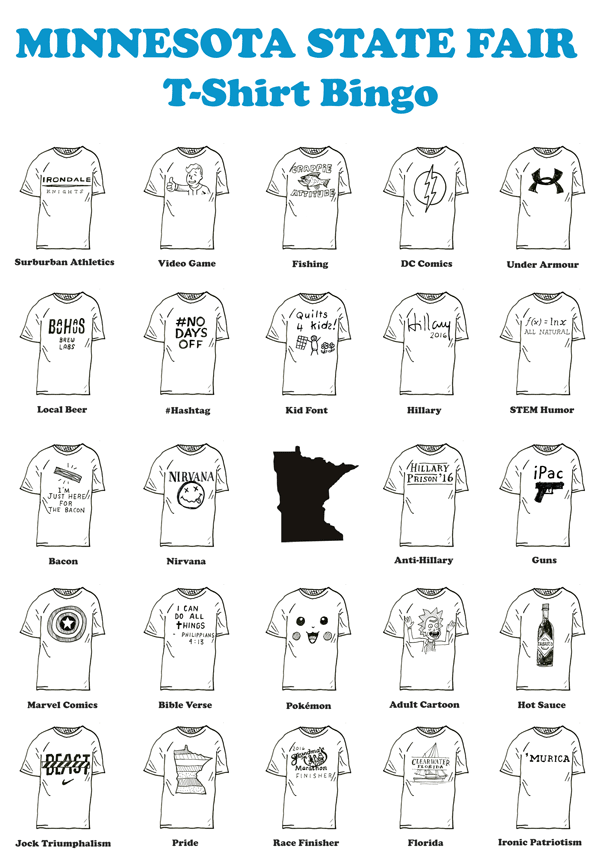 MINNESOTA STATE FAIR
T-Shirt Bingo
IRONDALE
KNIGHTS
CRAPPIE
ATTITUDE
Surburban Athletics
Video Game
Fishing
DC Comics
Under Armour
BAUHAUS
BREW
LABS
#NO
DAYS
OFF
Quilts
4 kidz!
Hillary
2016
f(x) = lnx
ALL NATURAL
Local Beer
#Hashtag
Kid Font
Hillary
STEM Humor
I'M
JUST HERE
FOR
THE BACON
NIRVANA
HILLARY
PRISON '16
iPac
Bacon
Nirvana
Anti-Hillary
Guns
I CAN
DO ALL
THINGS
- PHILIPPIANS
4:13
TABASCO
Marvel Comics
Bible Verse
Pokémon
Adult Cartoon
Hot Sauce
BEAST
2016
Grandma's
Marathon
FINISHER
CLEARWATER
FLORIDA
'MURICA
Jock Triumphalism
Pride
Race Finisher
Florida
Ironic Patriotism